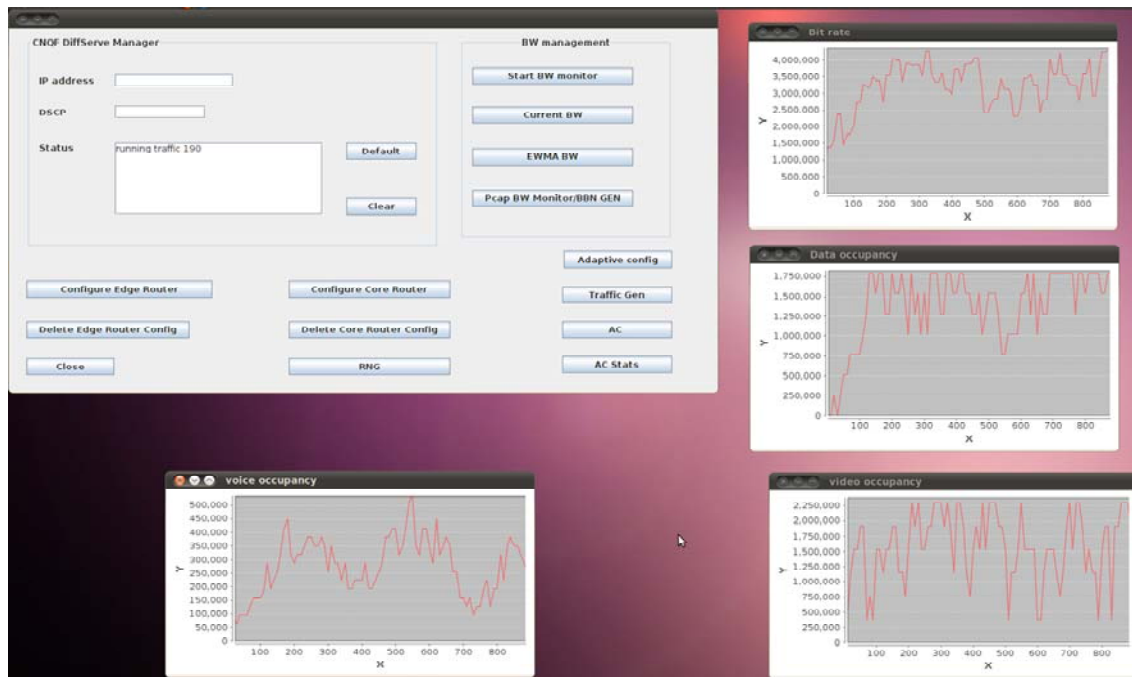 CNQF DiffServe Manager
IP address
DSCP
Status
running traffic 190
Default
Clear
BW management
Start BW monitor
Current BW
EWMA BW
Pcap BW Monitor/BBN GEN
Adaptive config
Configure Edge Router
Configure Core Router
Traffic Gen
Delete Edge Router Config
Delete Core Router Config
AC
Close
RNG
AC Stats
Bit rate
4,000,000
3,500,000
3,000,000
2,500,000
2,000,000
1,500,000
1,000,000
500,000
0
Y
100 200 300 400 500 600 700 800
X
Data occupancy
1,750,000
1,500,000
1,250,000
1,000,000
750,000
500,000
250,000
0
Y
100 200 300 400 500 600 700 800
X
voice occupancy
500,000
450,000
400,000
350,000
300,000
250,000
200,000
150,000
100,000
50,000
0
Y
100 200 300 400 500 600 700 800
X
video occupancy
2,250,000
2,000,000
1,750,000
1,500,000
1,250,000
1,000,000
750,000
500,000
250,000
0
Y
100 200 300 400 500 600 700 800
X